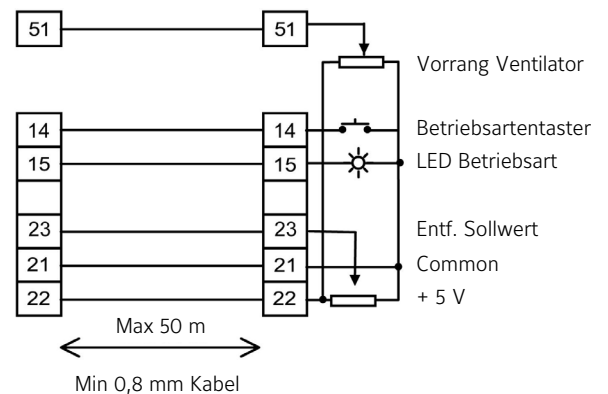 51 51
Vorrang Ventilator
14 14 Betriebsartentaster
15 15 LED Betriebsart
23 23 Entf. Sollwert
21 21 Common
22 22 + 5 V
Max 50 m
Min 0,8 mm Kabel